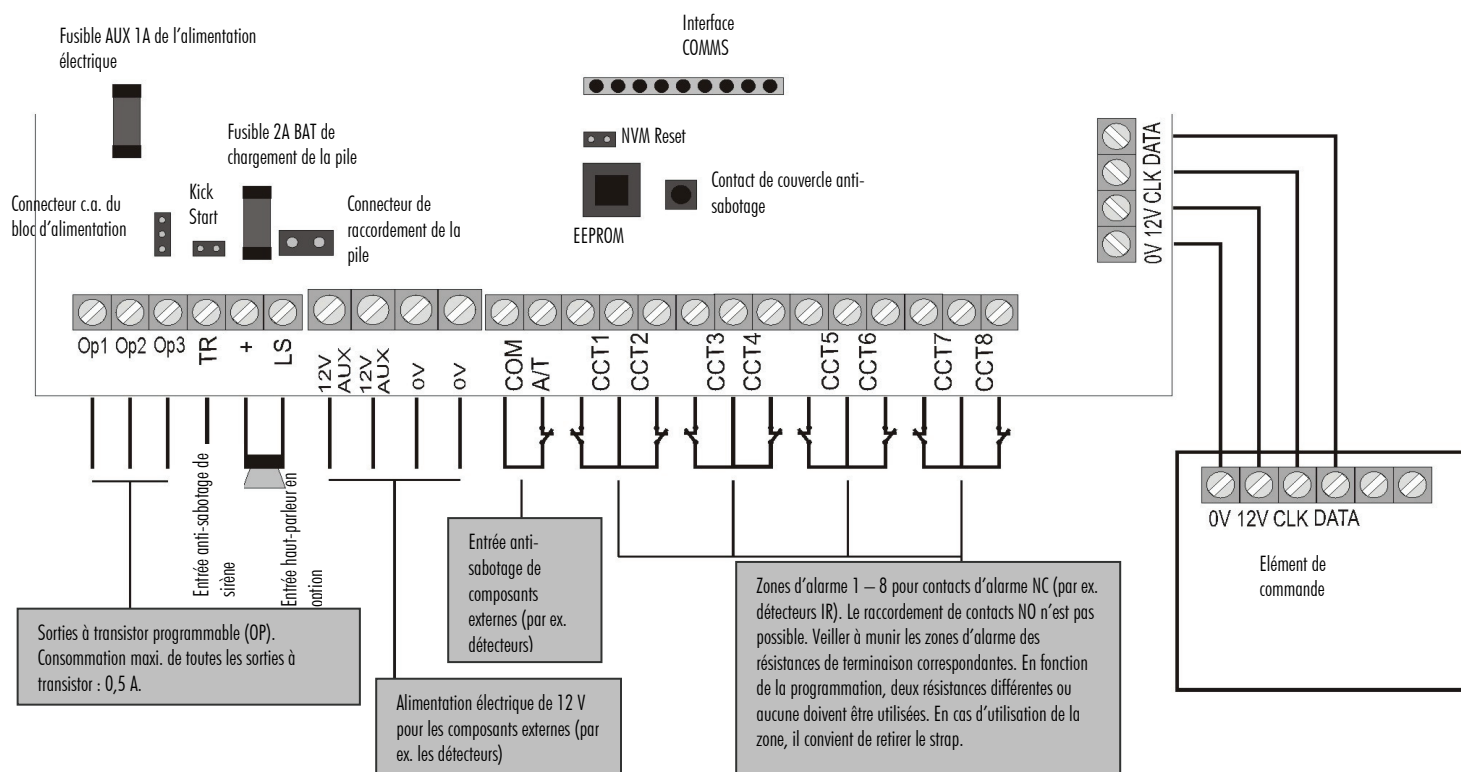 Fusible AUX 1A de l’alimentation
électrique
Interface
COMMS
Fusible 2A BAT de
chargement de la pile
NVM Reset
Kick
Start
Connecteur c.a. du
bloc d’alimentation
Connecteur de
raccordement de la
pile
Contact de couvercle anti-
sabotage
EEPROM
0V 12V CLK DATA
Op1 Op2 Op3 TR + LS
12V
AUX
12V
AUX
0V
0V
COM
A/T
CCT1
CCT2
CCT3
CCT4
CCT5
CCT6
CCT7
CCT8
0V 12V CLK DATA
Elément de
commande
Entrée anti-sabotage de
sirène
Entrée haut-parleur en
option
Sorties à transistor programmable (OP).
Consommation maxi. de toutes les sorties à
transistor : 0,5 A.
Alimentation électrique de 12 V
pour les composants externes (par
ex. les détecteurs)
Entrée anti-
sabotage de
composants
externes (par ex.
détecteurs)
Zones d’alarme 1 – 8 pour contacts d’alarme NC (par ex.
détecteurs IR). Le raccordement de contacts NO n’est pas
possible. Veiller à munir les zones d’alarme des
résistances de terminaison correspondantes. En fonction
de la programmation, deux résistances différentes ou
aucune doivent être utilisées. En cas d’utilisation de la
zone, il convient de retirer le strap.